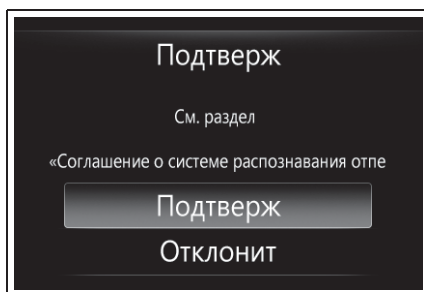 Подтверж
См. раздел
«Соглашение о системе распознавания отпе
Подтверж
Отклонит